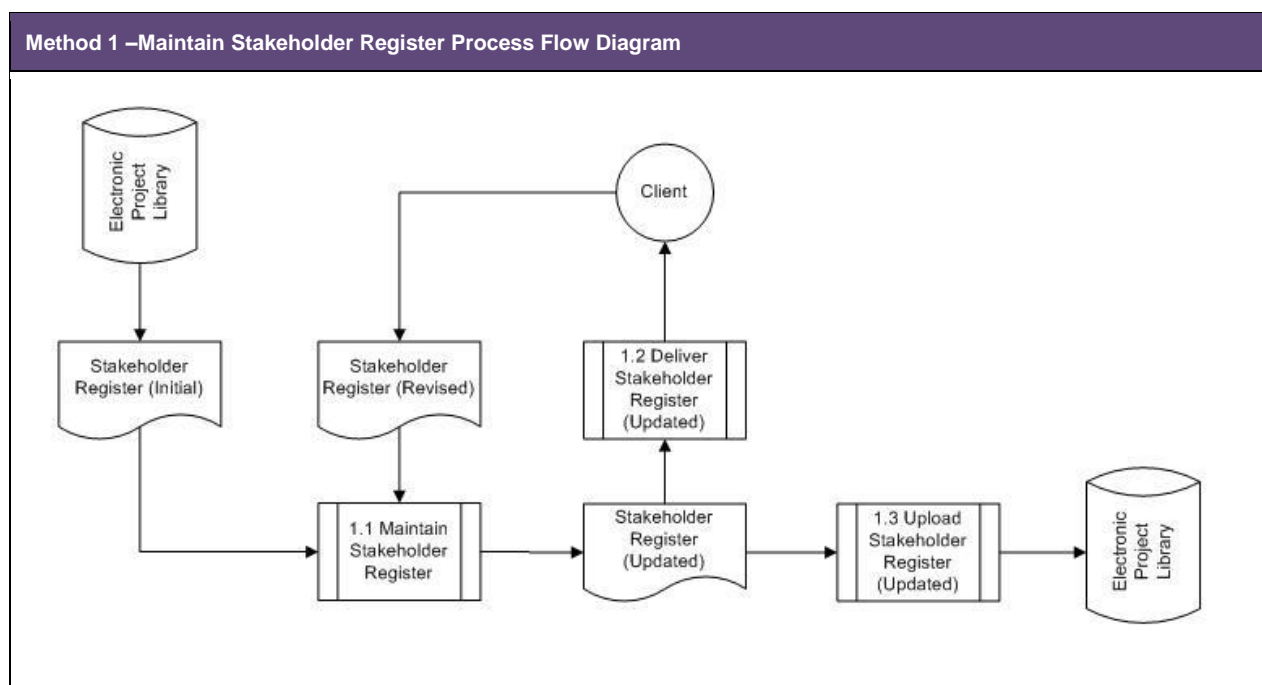 Method 1 –Maintain Stakeholder Register Process Flow Diagram
Electronic
Project
Library
Client
Stakeholder
Register (Initial)
Stakeholder
Register (Revised)
1.2 Deliver
Stakeholder
Register
(Updated)
1.1 Maintain
Stakeholder
Register
Stakeholder
Register
(Updated)
1.3 Upload
Stakeholder
Register
(Updated)
Electronic
Project
Library